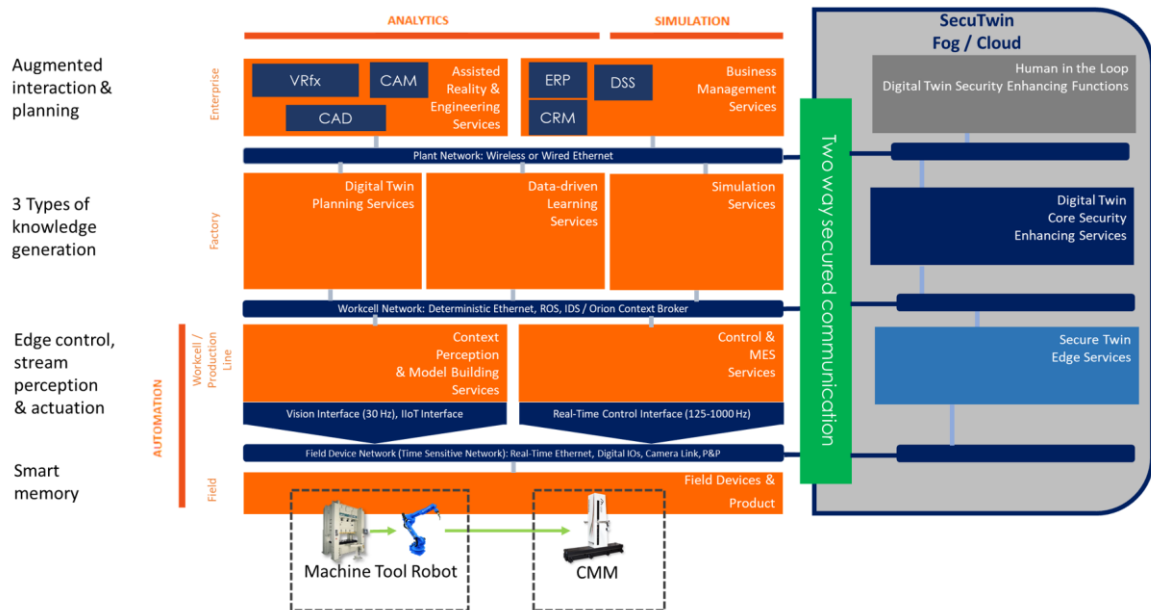 ANALYTICS
SIMULATION
SecuTwin
Fog / Cloud
Augmented
interaction &
planning
Enterprise
VRfx
CAM
CAD
Assisted
Reality &
Engineering
Services
ERP
DSS
CRM
Business
Management
Services
Human in the Loop
Digital Twin Security Enhancing Functions
Plant Network: Wireless or Wired Ethernet
3 Types of
knowledge
generation
Factory
Digital Twin
Planning Services
Data-driven
Learning
Services
Simulation
Services
Two way secured communication
Digital Twin
Core Security
Enhancing Services
Workcell Network: Deterministic Ethernet, ROS, IDS / Orion Context Broker
Edge control,
stream
perception
& actuation
AUTOMATION
Workcell /
Production
Line
Context
Perception
& Model Building
Services
Control &
MES
Services
Secure Twin
Edge Services
Vision Interface (30 Hz), IIoT Interface
Real-Time Control Interface (125-1000 Hz)
Field Device Network (Time Sensitive Network): Real-Time Ethernet, Digital IOs, Camera Link, P&P
Smart
memory
Field
Field Devices &
Product
Machine Tool Robot
CMM